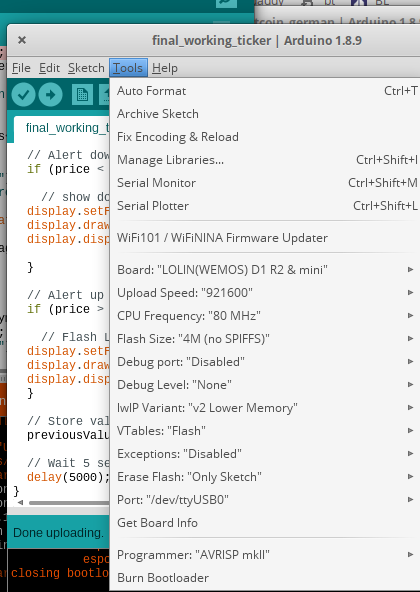 tcoin_german | Arduino 1.8.9
final_working_ticker | Arduino 1.8.9
File Edit Sketch Tools Help
final_working_t
Auto Format Ctrl+T
Archive Sketch
Fix Encoding & Reload
Manage Libraries... Ctrl+Shift+I
Serial Monitor Ctrl+Shift+M
Serial Plotter Ctrl+Shift+L
WiFi101 / WiFiNINA Firmware Updater
Board: "LOLIN(WEMOS) D1 R2 & mini"
Upload Speed: "921600"
CPU Frequency: "80 MHz"
Flash Size: "4M (no SPIFFS)"
Debug port: "Disabled"
Debug Level: "None"
lwIP Variant: "v2 Lower Memory"
VTables: "Flash"
Exceptions: "Disabled"
Erase Flash: "Only Sketch"
Port: "/dev/ttyUSB0"
Get Board Info
Programmer: "AVRISP mkII"
Burn Bootloader
// Alert dow
if (price <
// show do
display.setF
display.draw
display.disp
}
// Alert up
if (price >
// Flash L
display.setF
display.draw
display.disp
}
// Store val
previousValu
// Wait 5 se
delay(5000);
}
Done uploading.
espo
closing bootlo